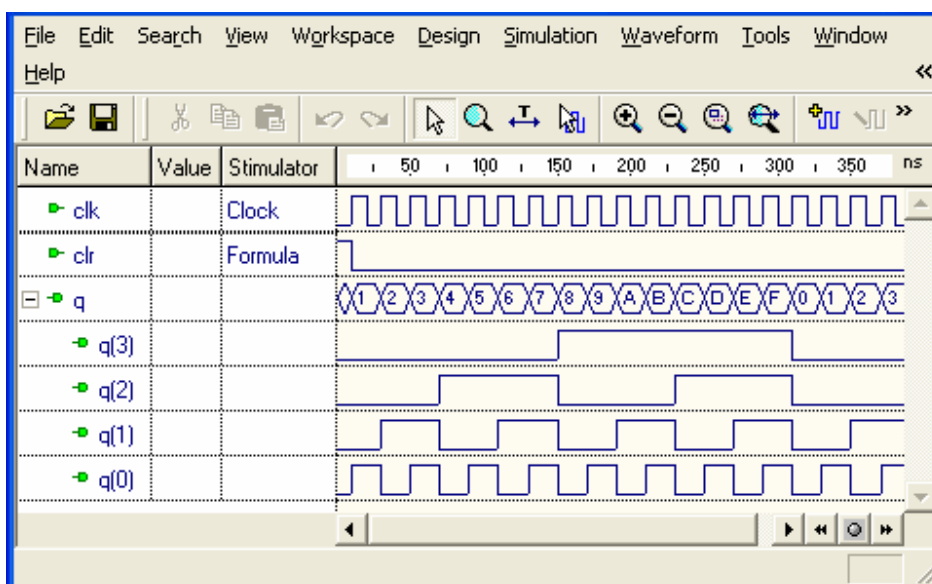 File Edit Search View Workspace Design Simulation Waveform Tools Window
Help
Name Value Stimulator 50 100 150 200 250 300 350 ns
clk Clock
clr Formula
q 1 2 3 4 5 6 7 8 9 A B C D E F 0 1 2 3
q(3)
q(2)
q(1)
q(0)